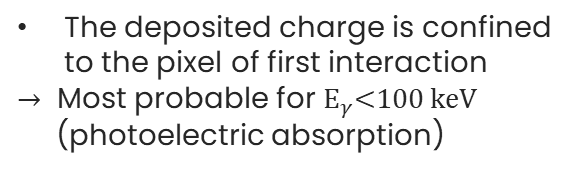 • The deposited charge is confined
to the pixel of first interaction
→ Most probable for Eᵧ<100 keV
(photoelectric absorption)